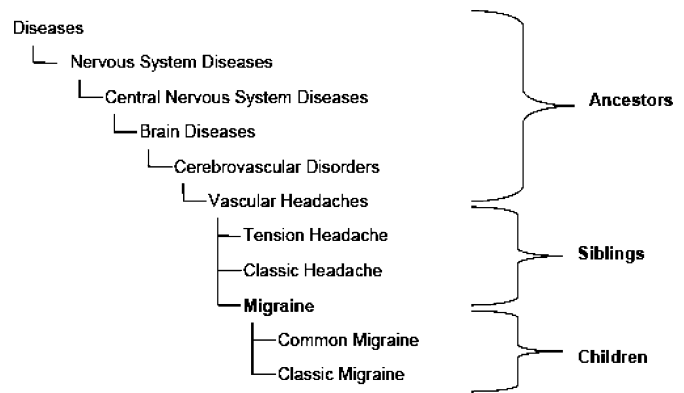 Diseases
Nervous System Diseases
Central Nervous System Diseases
Ancestors
Brain Diseases
Cerebrovascular Disorders
Vascular Headaches
Tension Headache
Siblings
Classic Headache
Migraine
Common Migraine
Children
Classic Migraine